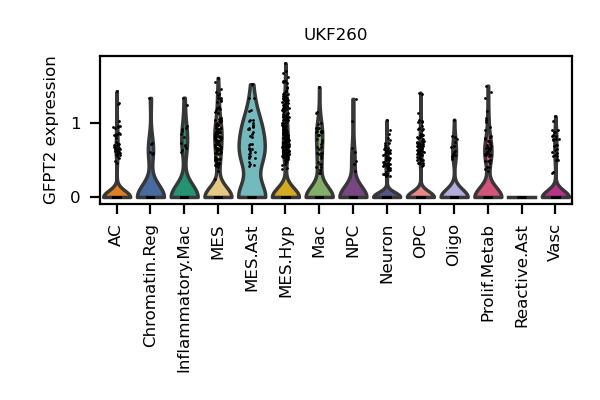 UKF260
GFPT2 expression
1
0
AC
Chromatin.Reg
Inflammatory.Mac
MES
MES.Ast
MES.Hyp
Mac
NPC
Neuron
OPC
Oligo
Prolif.Metab
Reactive.Ast
Vasc